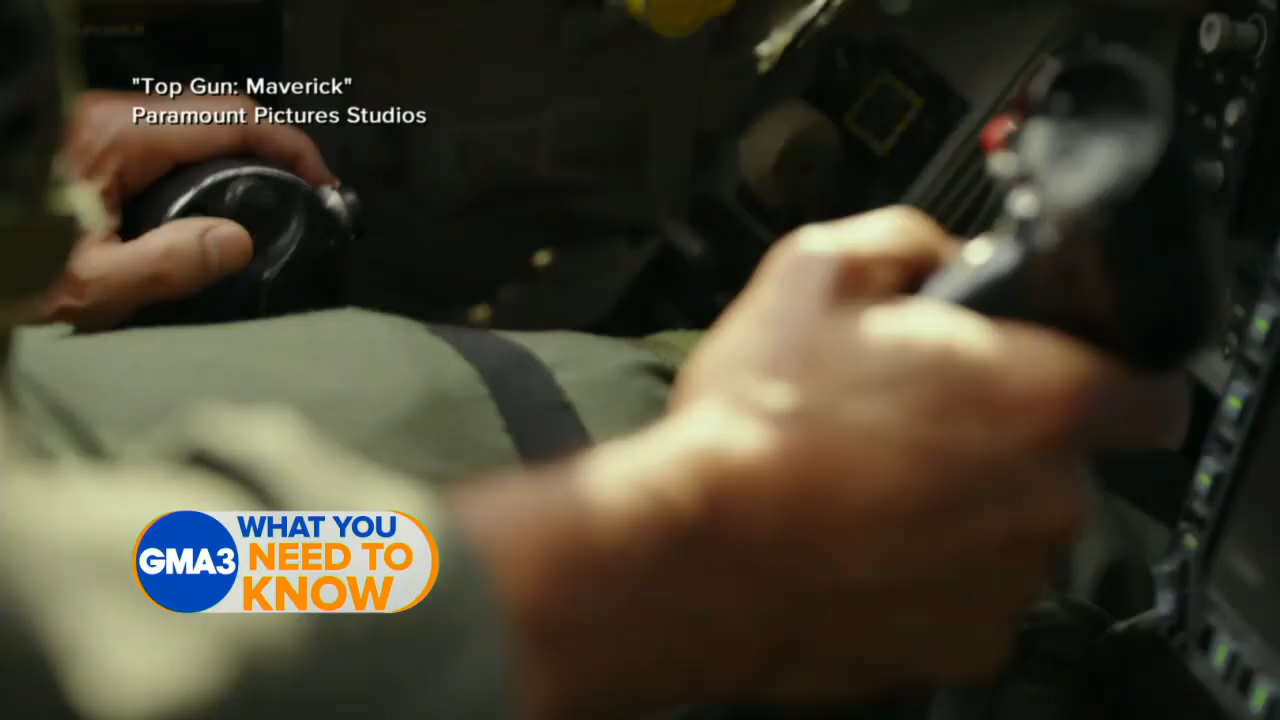 "Top Gun: Maverick"
Paramount Pictures Studios
GMA3
WHAT YOU
NEED TO
KNOW